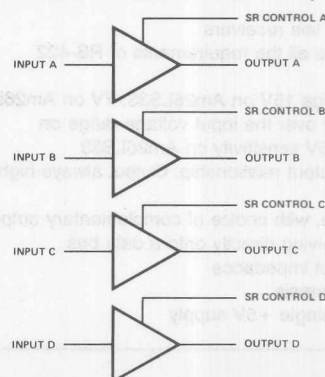 SR CONTROL A
INPUT A OUTPUT A
SR CONTROL B
INPUT B OUTPUT B
SR CONTROL C
INPUT C OUTPUT C
SR CONTROL D
INPUT D OUTPUT D